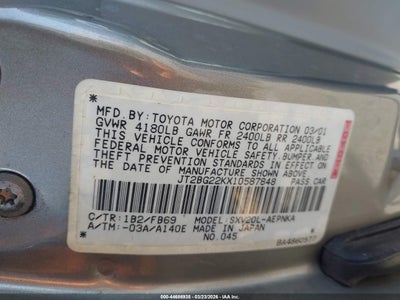 MFD.BY:TOYOTA MOTOR CORPORATION 03/01
GVWR 4180LB GAWR FR 2400LB RR 2400LB
THIS VEHICLE CONFORMS TO ALL APPLICABLE
FEDERAL MOTOR VEHICLE SAFETY,BUMPER,AND
THEFT PREVENTION STANDARDS IN EFFECT ON
THE DATE OF MANUFACTURE SHOWN ABOVE.
JT2BG22KX10587848 PASS. CAR
C/TR:1B2/FB69 MODEL:SXV20L-AEPNKA
A/TM:-03A/A140E MADE IN JAPAN
NO.045
BA4860577
ID: 44608938 - 03/23/2026 - IAA Inc.